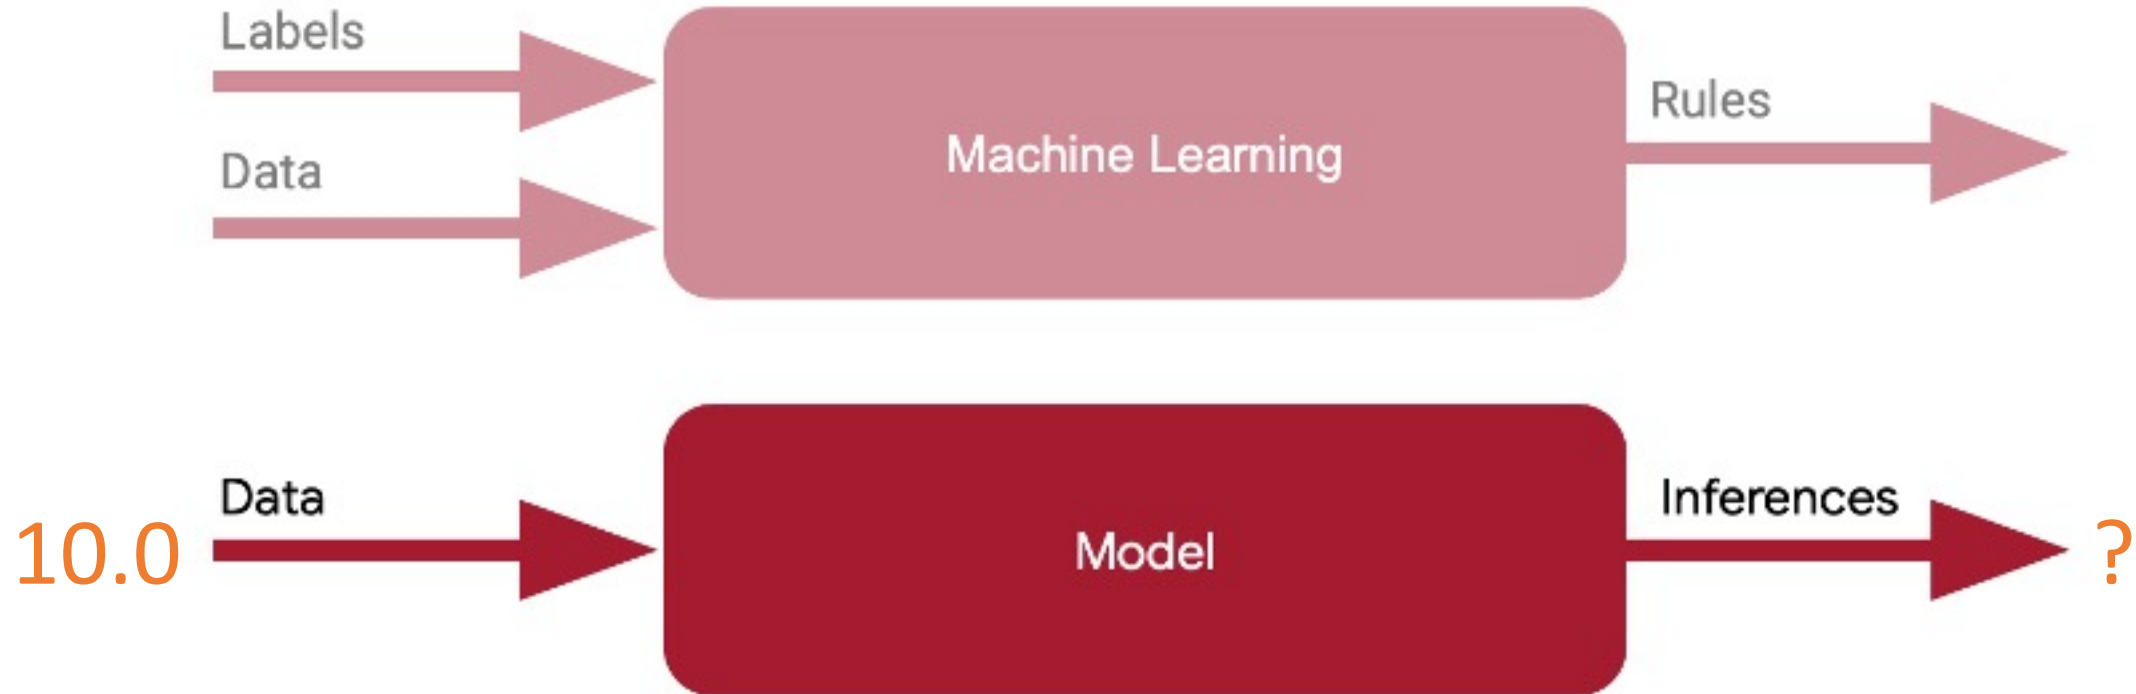 Labels
Data
Machine Learning
Rules
10.0
Data
Model
Inferences
?